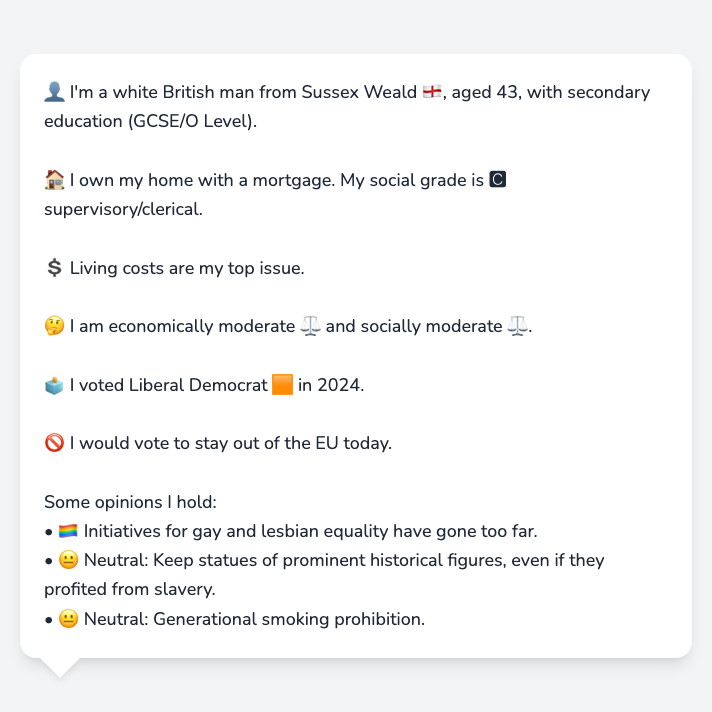 👤 I'm a white British man from Sussex Weald 🏴󠁧󠁢󠁥󠁮󠁧󠁿, aged 43, with secondary
education (GCSE/O Level).
🏠 I own my home with a mortgage. My social grade is 🅲
supervisory/clerical.
💲 Living costs are my top issue.
🤔 I am economically moderate ⚖️ and socially moderate ⚖️.
🗳️ I voted Liberal Democrat 🟧 in 2024.
🚫 I would vote to stay out of the EU today.
Some opinions I hold:
• 🏳️‍🌈 Initiatives for gay and lesbian equality have gone too far.
• 😐 Neutral: Keep statues of prominent historical figures, even if they
profited from slavery.
• 😐 Neutral: Generational smoking prohibition.